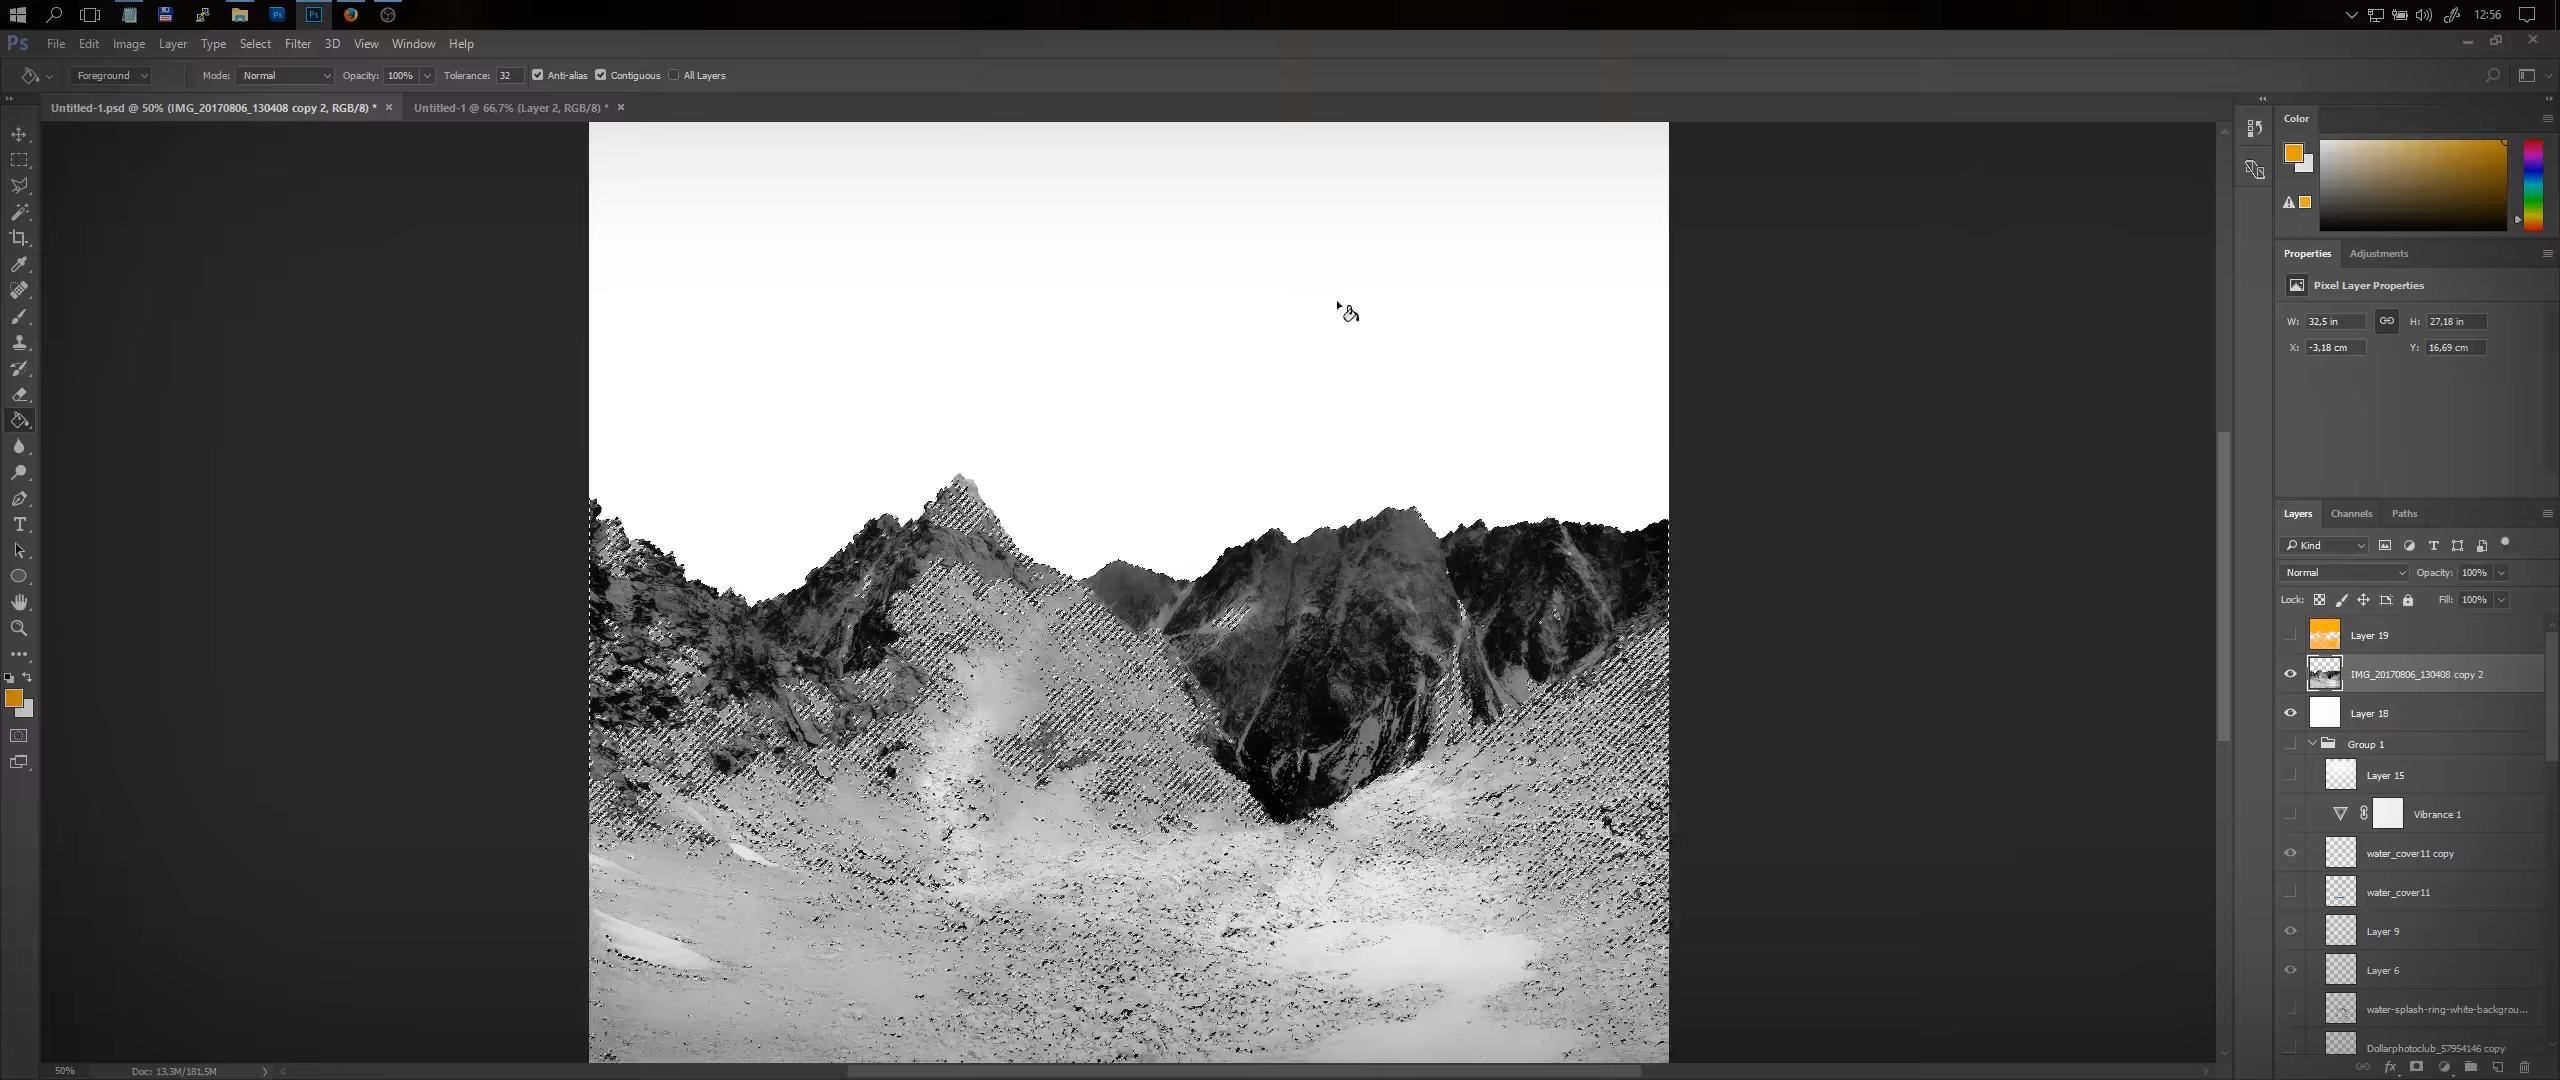 12:56
Ps File Edit Image Layer Type Select Filter 3D View Window Help
Foreground Mode: Normal Opacity: 100% Tolerance: 32 Anti-alias Contiguous All Layers
Untitled-1.psd @ 50% (IMG_20170806_130408 copy 2, RGB/8) * Untitled-1 @ 66,7% (Layer 2, RGB/8) *
Color
Properties Adjustments
Pixel Layer Properties
W: 32,5 in H: 27,18 in
X: -3,18 cm Y: 16,69 cm
Layers Channels Paths
Kind
Normal Opacity: 100%
Lock: Fill: 100%
Layer 19
IMG_20170806_130408 copy 2
Layer 18
Group 1
Layer 15
Vibrance 1
water_cover11 copy
water_cover11
Layer 9
Layer 6
water-splash-ring-white-backgrou...
Dollarphotoclub_57954146 copy
50% Doc: 13,3M/181,5M